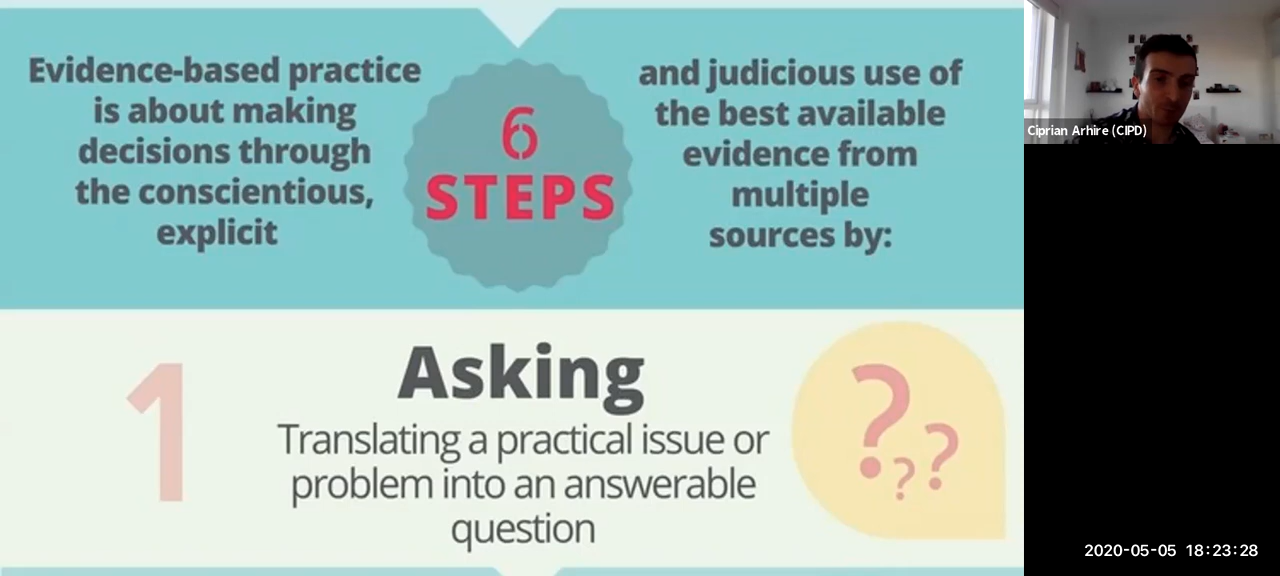 Evidence-based practice
is about making
decisions through
the conscientious,
explicit
6
STEPS
and judicious use of
the best available
evidence from
multiple
sources by:
1
Asking
Translating a practical issue or
problem into an answerable
question
? ? ?
Ciprian Arhire (CIPD)
2020-05-05 18:23:28